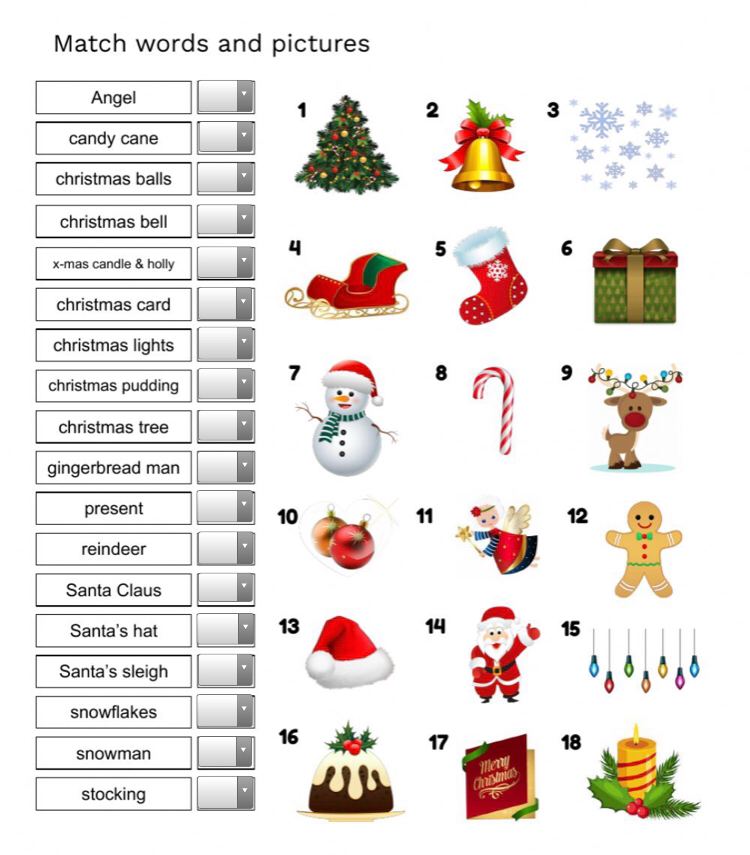 Match words and pictures
Angel
candy cane
christmas balls
christmas bell
x-mas candle & holly
christmas card
christmas lights
christmas pudding
christmas tree
gingerbread man
present
reindeer
Santa Claus
Santa's hat
Santa's sleigh
snowflakes
snowman
stocking
1 2 3
4 5 6
7 8 9
10 11 12
13 14 15
16 17 18
Merry
Christmas